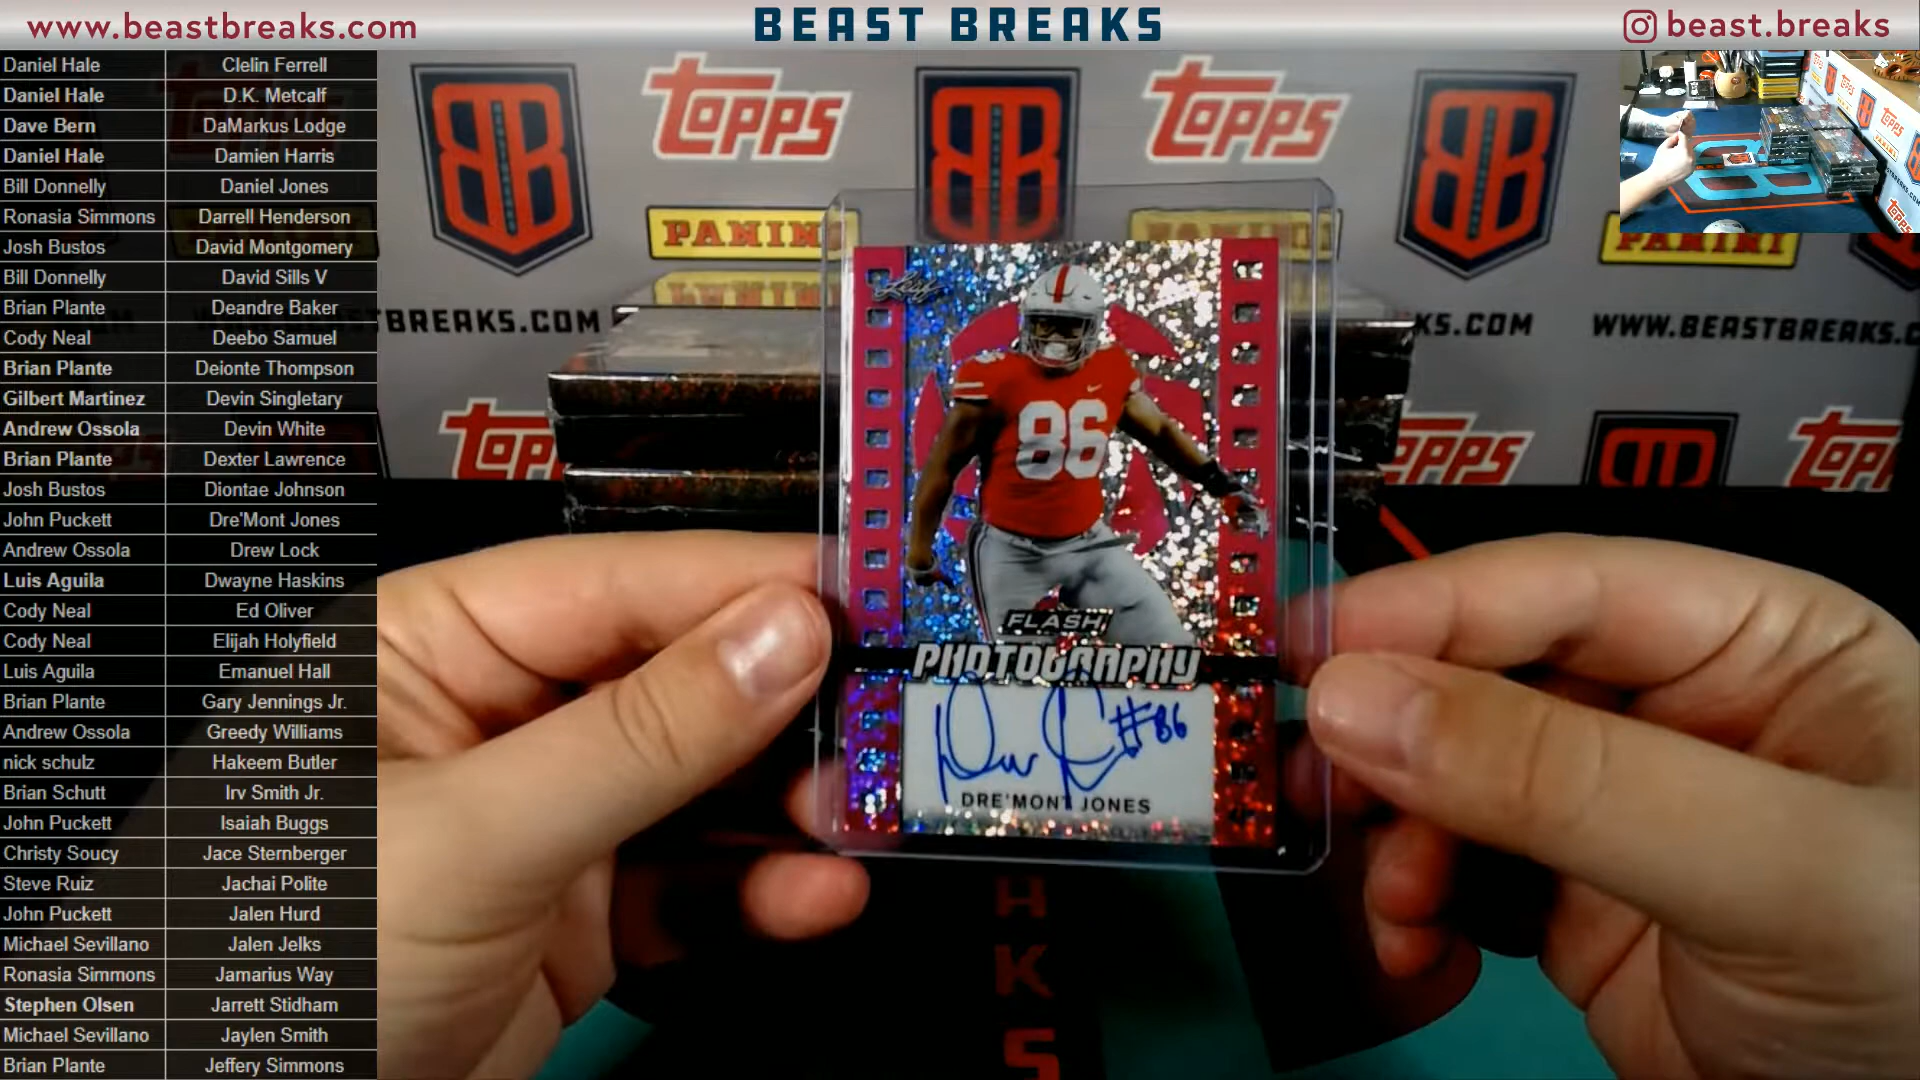 www.beastbreaks.com
BEAST BREAKS
beast.breaks
Daniel Hale Clelin Ferrell
Daniel Hale D.K. Metcalf
Dave Bern DaMarkus Lodge
Daniel Hale Damien Harris
Bill Donnelly Daniel Jones
Ronasia Simmons Darrell Henderson
Josh Bustos David Montgomery
Bill Donnelly David Sills V
Brian Plante Deandre Baker
Cody Neal Deebo Samuel
Brian Plante Deionte Thompson
Gilbert Martinez Devin Singletary
Andrew Ossola Devin White
Brian Plante Dexter Lawrence
Josh Bustos Diontae Johnson
John Puckett Dre'Mont Jones
Andrew Ossola Drew Lock
Luis Aguila Dwayne Haskins
Cody Neal Ed Oliver
Cody Neal Elijah Holyfield
Luis Aguila Emanuel Hall
Brian Plante Gary Jennings Jr.
Andrew Ossola Greedy Williams
nick schulz Hakeem Butler
Brian Schutt Irv Smith Jr.
John Puckett Isaiah Buggs
Christy Soucy Jace Sternberger
Steve Ruiz Jachai Polite
John Puckett Jalen Hurd
Michael Sevillano Jalen Jelks
Ronasia Simmons Jamarius Way
Stephen Olsen Jarrett Stidham
Michael Sevillano Jaylen Smith
Brian Plante Jeffery Simmons
Topps
Topps
PANINI
PANINI
BREAKS.COM
KS.COM
WWW.BEASTBREAKS.C
Topps
Topps
Topps
Leaf
86
FLASH
PHOTOGRAPHY
#86
DRE'MONT JONES
K
S